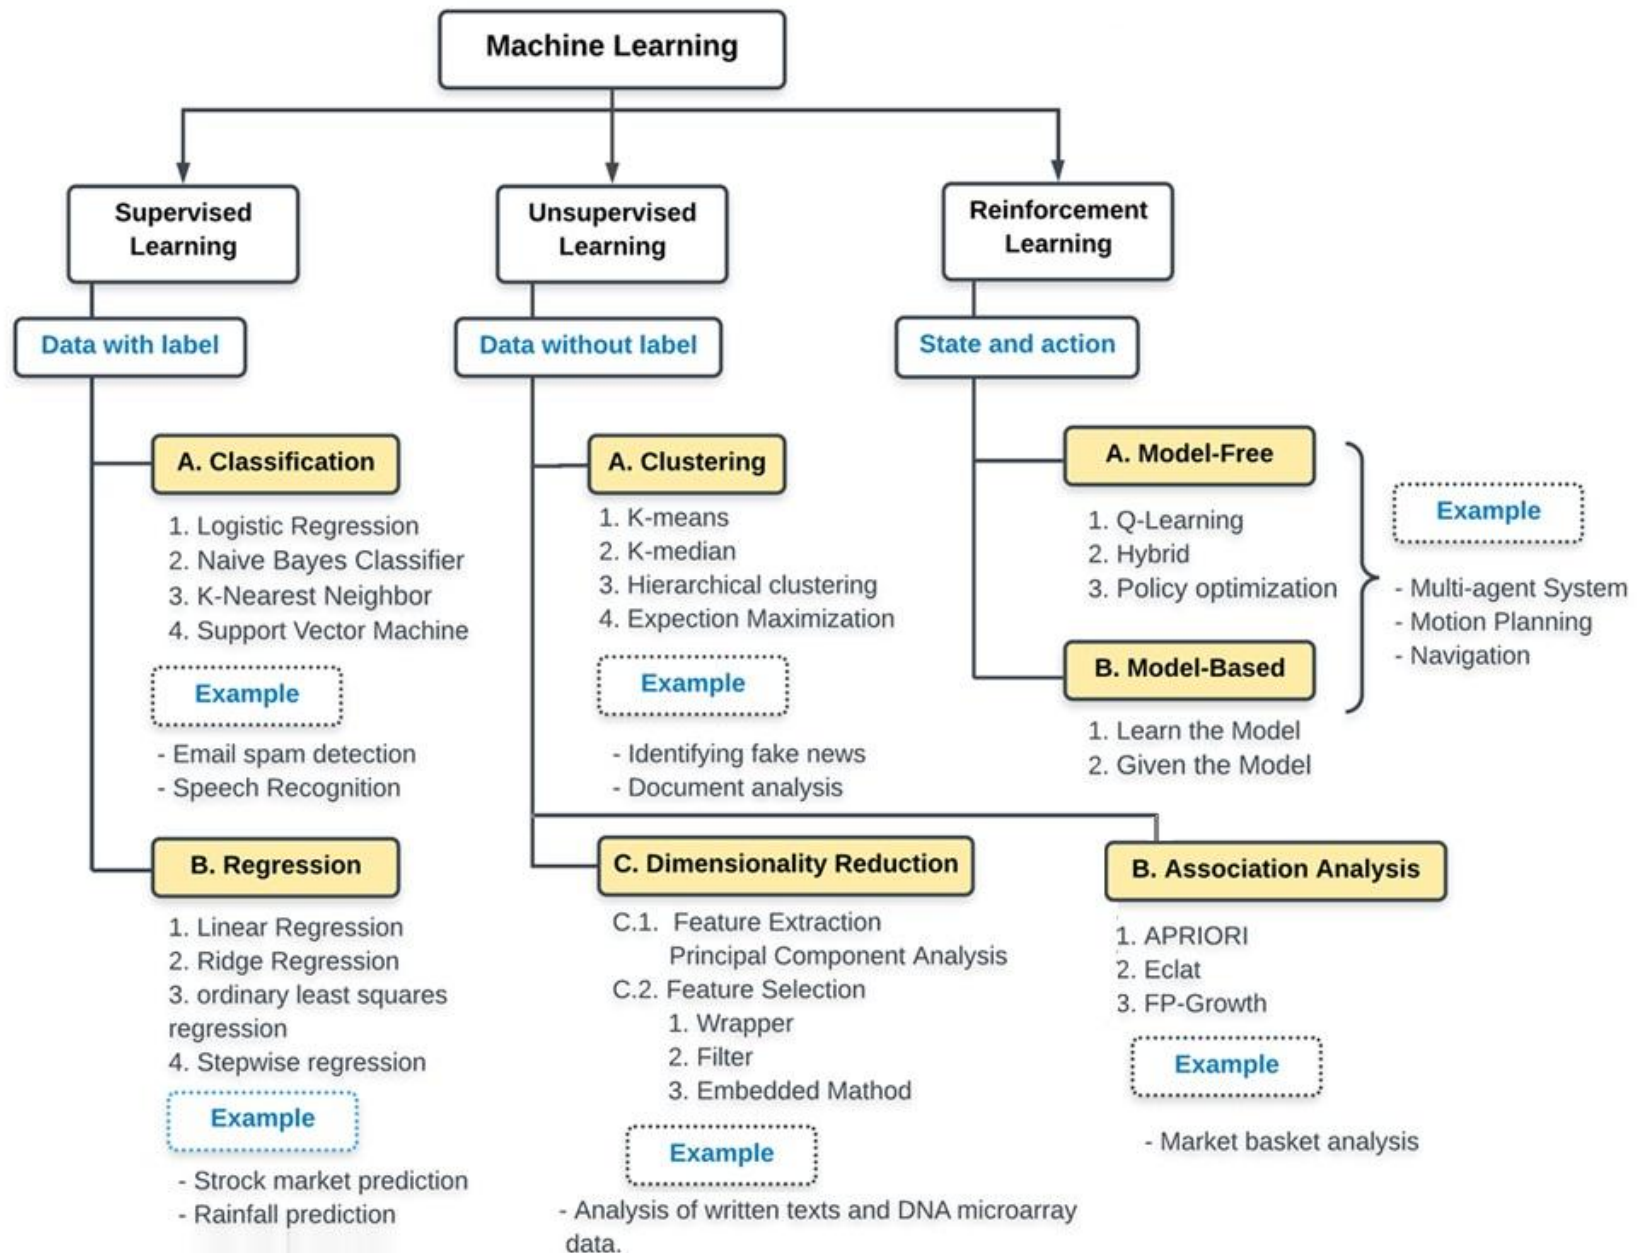 Machine Learning
Supervised
Learning
Data with label
A. Classification
1. Logistic Regression
2. Naive Bayes Classifier
3. K-Nearest Neighbor
4. Support Vector Machine
Example
- Email spam detection
- Speech Recognition
B. Regression
1. Linear Regression
2. Ridge Regression
3. ordinary least squares
regression
4. Stepwise regression
Example
- Strock market prediction
- Rainfall prediction
Unsupervised
Learning
Data without label
A. Clustering
1. K-means
2. K-median
3. Hierarchical clustering
4. Expection Maximization
Example
- Identifying fake news
- Document analysis
C. Dimensionality Reduction
C.1. Feature Extraction
Principal Component Analysis
C.2. Feature Selection
1. Wrapper
2. Filter
3. Embedded Mathod
Example
- Analysis of written texts and DNA microarray
data.
B. Association Analysis
1. APRIORI
2. Eclat
3. FP-Growth
Example
- Market basket analysis
Reinforcement
Learning
State and action
A. Model-Free
1. Q-Learning
2. Hybrid
3. Policy optimization
B. Model-Based
1. Learn the Model
2. Given the Model
Example
- Multi-agent System
- Motion Planning
- Navigation